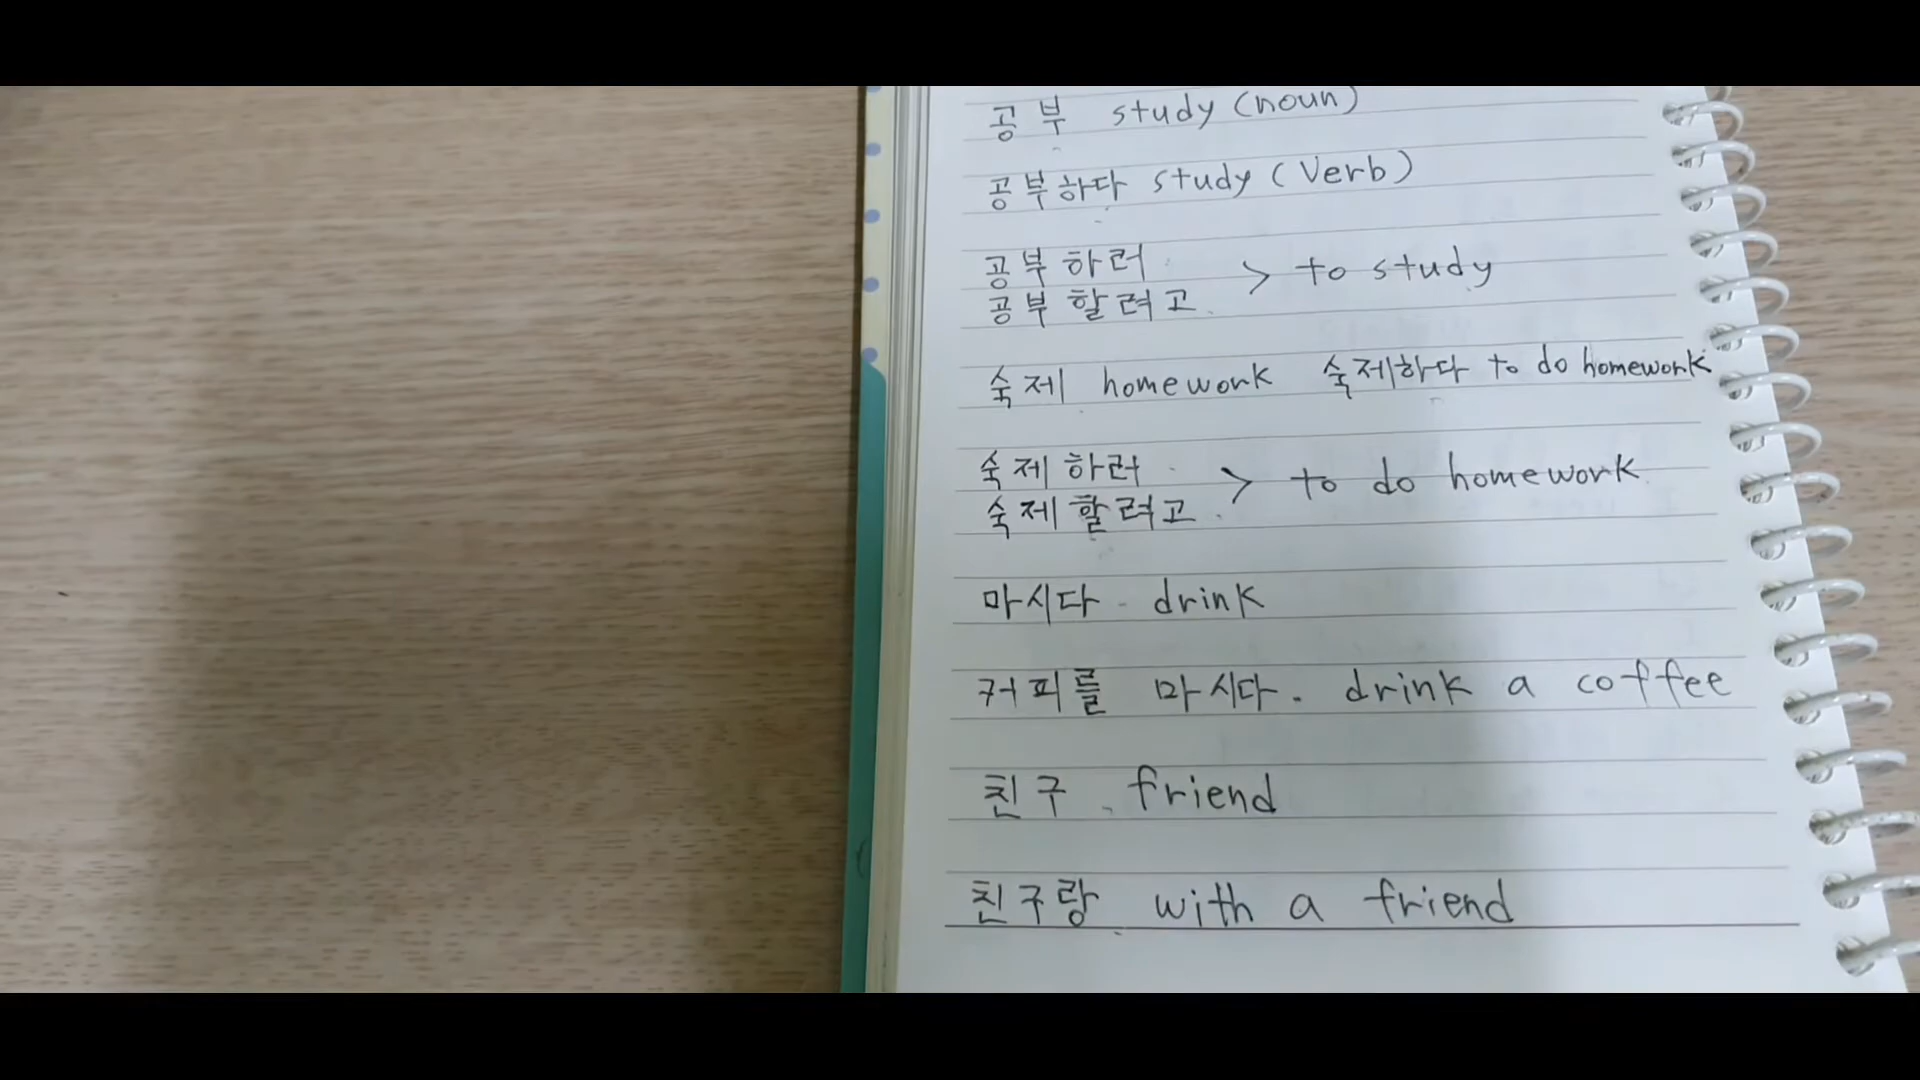 공부 study (noun)
공부하다 study (Verb)
공부하러
공부할려고 > to study
숙제 homework 숙제하다 to do homework
숙제하러
숙제할려고 > to do homework
마시다 drink
커피를 마시다. drink a coffee
친구 friend
친구랑 with a friend